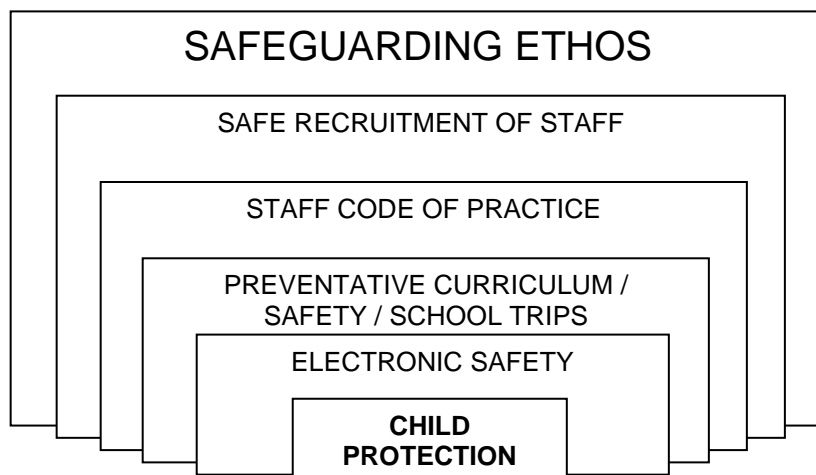 SAFEGUARDING ETHOS
SAFE RECRUITMENT OF STAFF
STAFF CODE OF PRACTICE
PREVENTATIVE CURRICULUM /
SAFETY / SCHOOL TRIPS
ELECTRONIC SAFETY
CHILD
PROTECTION